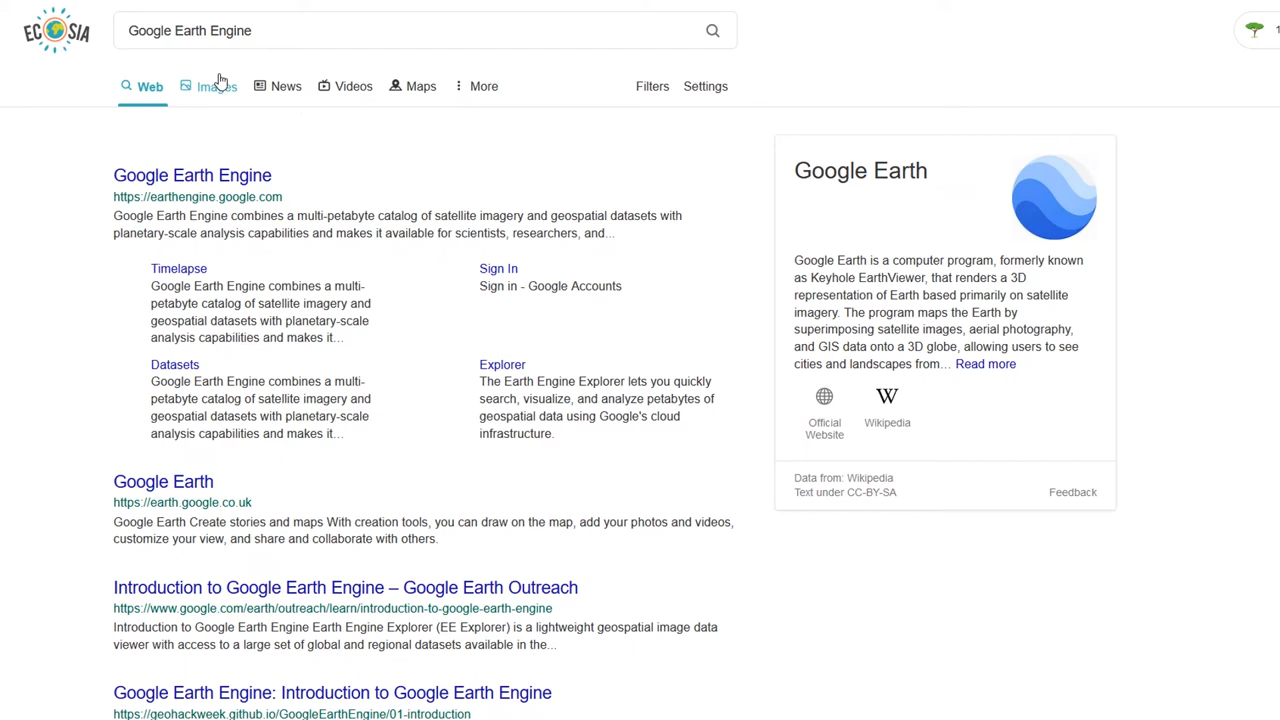 ECOSIA
Google Earth Engine
1
Web
Images
News
Videos
Maps
More
Filters
Settings
Google Earth Engine
https://earthengine.google.com
Google Earth Engine combines a multi-petabyte catalog of satellite imagery and geospatial datasets with
planetary-scale analysis capabilities and makes it available for scientists, researchers, and...
Timelapse
Google Earth Engine combines a multi-
petabyte catalog of satellite imagery and
geospatial datasets with planetary-scale
analysis capabilities and makes it...
Sign In
Sign in - Google Accounts
Datasets
Google Earth Engine combines a multi-
petabyte catalog of satellite imagery and
geospatial datasets with planetary-scale
analysis capabilities and makes it...
Explorer
The Earth Engine Explorer lets you quickly
search, visualize, and analyze petabytes of
geospatial data using Google's cloud
infrastructure.
Google Earth
https://earth.google.co.uk
Google Earth Create stories and maps With creation tools, you can draw on the map, add your photos and videos,
customize your view, and share and collaborate with others.
Introduction to Google Earth Engine – Google Earth Outreach
https://www.google.com/earth/outreach/learn/introduction-to-google-earth-engine
Introduction to Google Earth Engine Earth Engine Explorer (EE Explorer) is a lightweight geospatial image data
viewer with access to a large set of global and regional datasets available in the...
Google Earth Engine: Introduction to Google Earth Engine
https://geohackweek.github.io/GoogleEarthEngine/01-introduction
Google Earth
Google Earth is a computer program, formerly known
as Keyhole EarthViewer, that renders a 3D
representation of Earth based primarily on satellite
imagery. The program maps the Earth by
superimposing satellite images, aerial photography,
and GIS data onto a 3D globe, allowing users to see
cities and landscapes from... Read more
Official
Website
W
Wikipedia
Data from: Wikipedia
Text under CC-BY-SA
Feedback